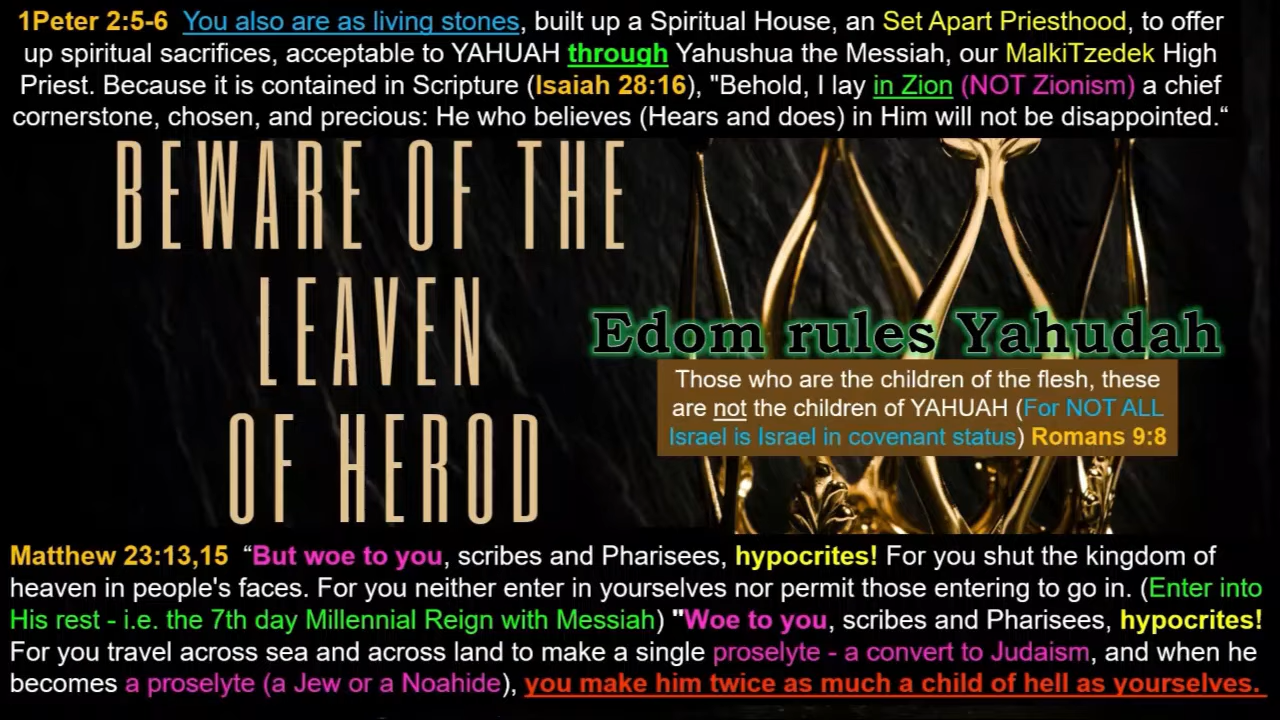 1Peter 2:5-6 You also are as living stones, built up a Spiritual House, an Set Apart Priesthood, to offer
up spiritual sacrifices, acceptable to YAHUAH through Yahushua the Messiah, our MalkiTzedek High
Priest. Because it is contained in Scripture (Isaiah 28:16), "Behold, I lay in Zion (NOT Zionism) a chief
cornerstone, chosen, and precious: He who believes (Hears and does) in Him will not be disappointed.“
BEWARE OF THE
LEAVEN
OF HEROD
Edom rules Yahudah
Those who are the children of the flesh, these
are not the children of YAHUAH (For NOT ALL
Israel is Israel in covenant status) Romans 9:8
Matthew 23:13,15 “But woe to you, scribes and Pharisees, hypocrites! For you shut the kingdom of
heaven in people's faces. For you neither enter in yourselves nor permit those entering to go in. (Enter into
His rest - i.e. the 7th day Millennial Reign with Messiah) "Woe to you, scribes and Pharisees, hypocrites!
For you travel across sea and across land to make a single proselyte - a convert to Judaism, and when he
becomes a proselyte (a Jew or a Noahide), you make him twice as much a child of hell as yourselves.